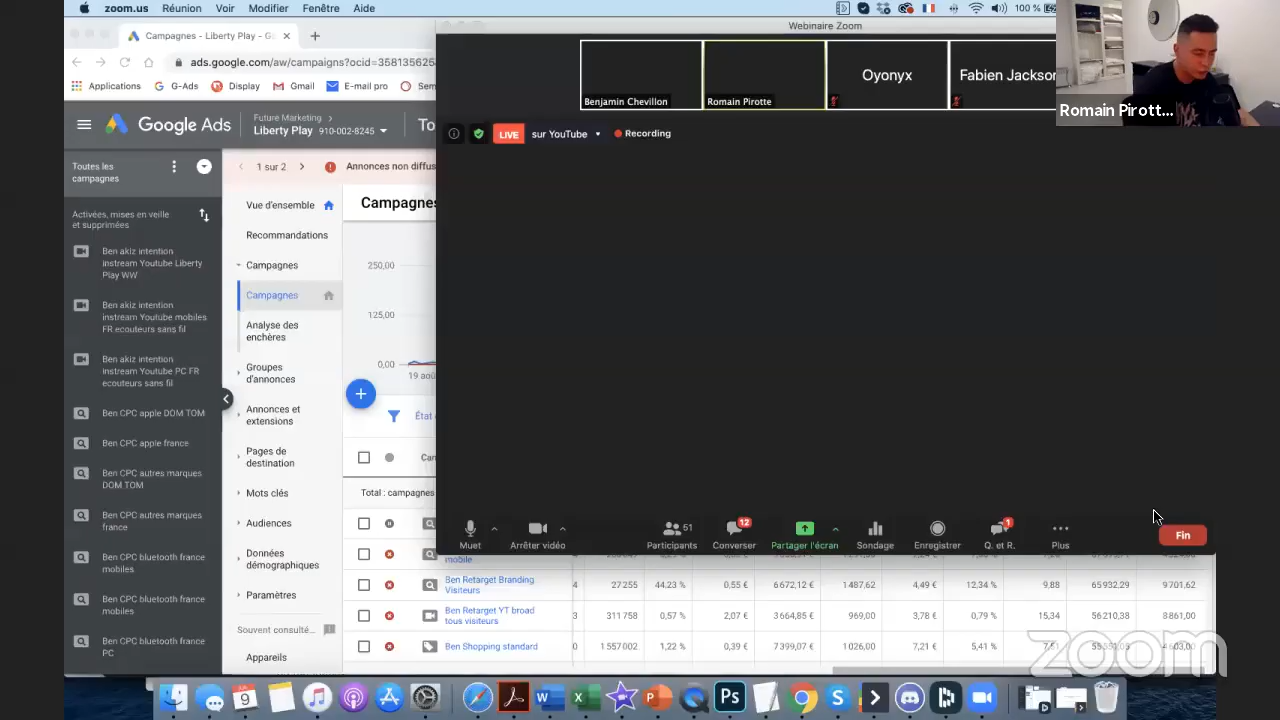 zoom.us Réunion Voir Modifier Fenêtre Aide
100 %
Campagnes - Liberty Play - G
Webinaire Zoom
ads.google.com/aw/campaigns?ocid=358135625
Applications G-Ads Display Gmail E-mail pro Sem
Benjamin Chevillon
Romain Pirotte
Oyonyx
Fabien Jackson
Romain Pirott...
Google Ads
Future Marketing
Liberty Play 910-002-8245
To
LIVE sur YouTube Recording
Toutes les
campagnes
1 sur 2
Annonces non diffus
Activées, mises en veille
et supprimées
Ben akiz intention
instream Youtube Liberty
Play WW
Ben akiz intention
instream Youtube mobiles
FR ecouteurs sans fil
Ben akiz intention
instream Youtube PC FR
ecouteurs sans fil
Ben CPC apple DOM TOM
Ben CPC apple france
Ben CPC autres marques
DOM TOM
Ben CPC autres marques
france
Ben CPC bluetooth france
mobiles
Ben CPC bluetooth france
mobiles
Ben CPC bluetooth france
PC
Vue d'ensemble
Recommandations
Campagnes
Campagnes
Analyse des
enchères
Groupes
d'annonces
Annonces et
extensions
Pages de
destination
Mots clés
Audiences
Données
démographiques
Paramètres
Souvent consulté...
Appareils
Campagnes
250,00
125,00
0,00
19 aoû
État
Cam
Total : campagnes
Muet
Arrêter vidéo
51
Participants
12
Converser
Partager l'écran
Sondage
Enregistrer
1
Q. et R.
Plus
Fin
mobile
Ben Retarget Branding
Visiteurs
4 27 255 44,23 % 0,55 € 6 672,12 € 1 487,62 4,49 € 12,34 % 9,88 65 932,29 9 701,62
Ben Retarget YT broad
tous visiteurs
3 311 758 0,57 % 2,07 € 3 664,85 € 969,00 3,78 € 0,79 % 15,34 56 210,38 8 861,00
Ben Shopping standard
0 1 557 002 1,22 % 0,39 € 7 399,07 € 1 026,00 7,21 € 5,41 %
zoom